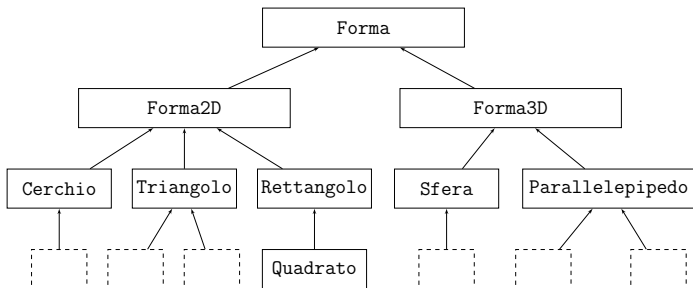 Forma
Forma2D
Forma3D
Cerchio
Triangolo
Rettangolo
Sfera
Parallelepipedo
Quadrato